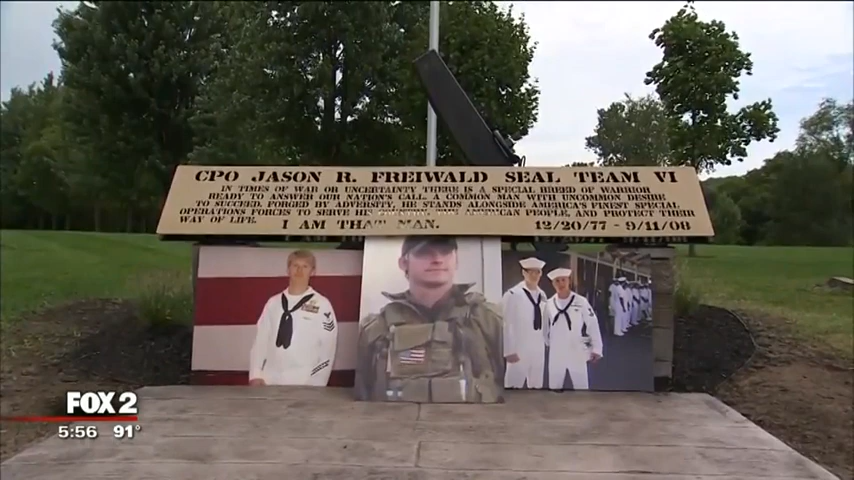 CPO JASON R. FREIWALD SEAL TEAM VI
IN TIMES OF WAR OR UNCERTAINTY THERE IS A SPECIAL BREED OF WARRIOR
READY TO ANSWER OUR NATIONS CALL. A COMMON MAN WITH UNCOMMON DESIRE
TO SUCCEED. FORGED BY ADVERSITY, HE STANDS ALONGSIDE AMERICA'S FINEST SPECIAL
OPERATIONS FORCES TO SERVE HIS COUNTRY, THE AMERICAN PEOPLE, AND PROTECT THEIR
WAY OF LIFE. I AM THAT MAN. 12/20/77 - 9/11/08
FOX 2
5:56 91°